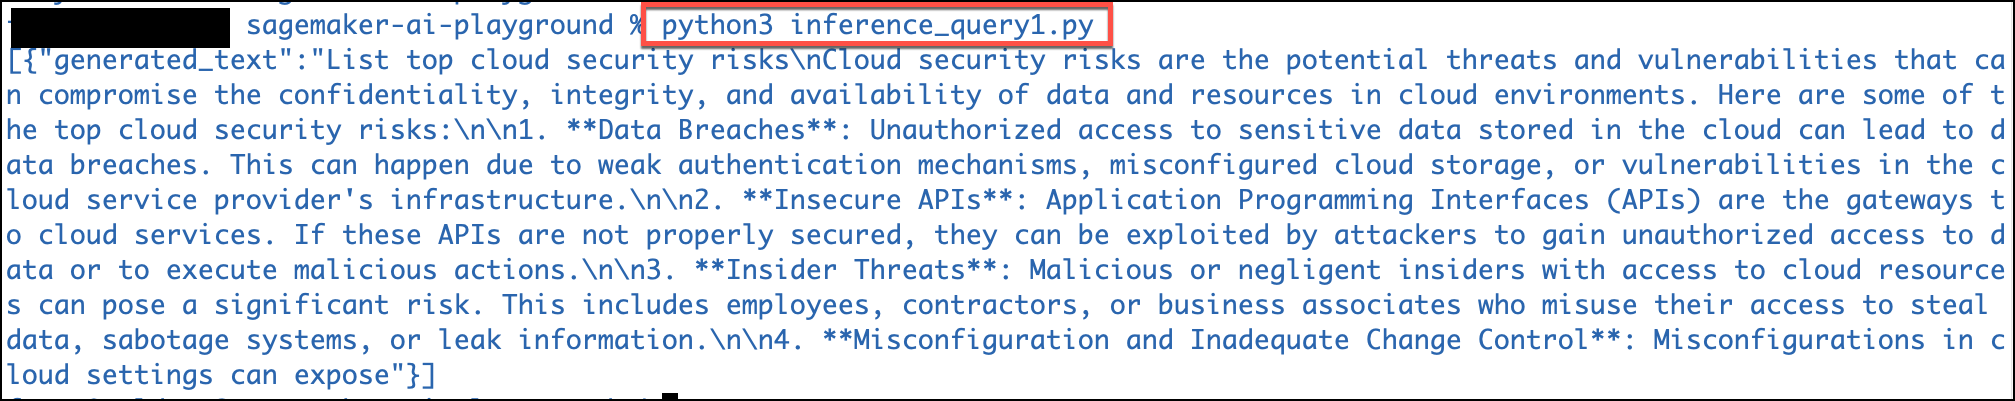 sagemaker-ai-playground % python3 inference_query1.py
[{"generated_text":"List top cloud security risks\nCloud security risks are the potential threats and vulnerabilities that ca
n compromise the confidentiality, integrity, and availability of data and resources in cloud environments. Here are some of t
he top cloud security risks:\n\n1. **Data Breaches**: Unauthorized access to sensitive data stored in the cloud can lead to d
ata breaches. This can happen due to weak authentication mechanisms, misconfigured cloud storage, or vulnerabilities in the c
loud service provider's infrastructure.\n\n2. **Insecure APIs**: Application Programming Interfaces (APIs) are the gateways t
o cloud services. If these APIs are not properly secured, they can be exploited by attackers to gain unauthorized access to d
ata or to execute malicious actions.\n\n3. **Insider Threats**: Malicious or negligent insiders with access to cloud resource
s can pose a significant risk. This includes employees, contractors, or business associates who misuse their access to steal
data, sabotage systems, or leak information.\n\n4. **Misconfiguration and Inadequate Change Control**: Misconfigurations in c
loud settings can expose"}]